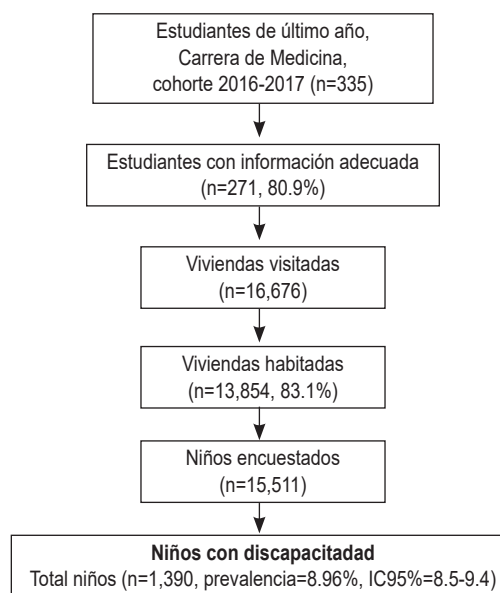 Estudiantes de último año,
Carrera de Medicina,
cohorte 2016-2017 (n=335)
Estudiantes con información adecuada
(n=271, 80.9%)
Viviendas visitadas
(n=16,676)
Viviendas habitadas
(n=13,854, 83.1%)
Niños encuestados
(n=15,511)
Niños con discapacitadad
Total niños (n=1,390, prevalencia=8.96%, IC95%=8.5-9.4)